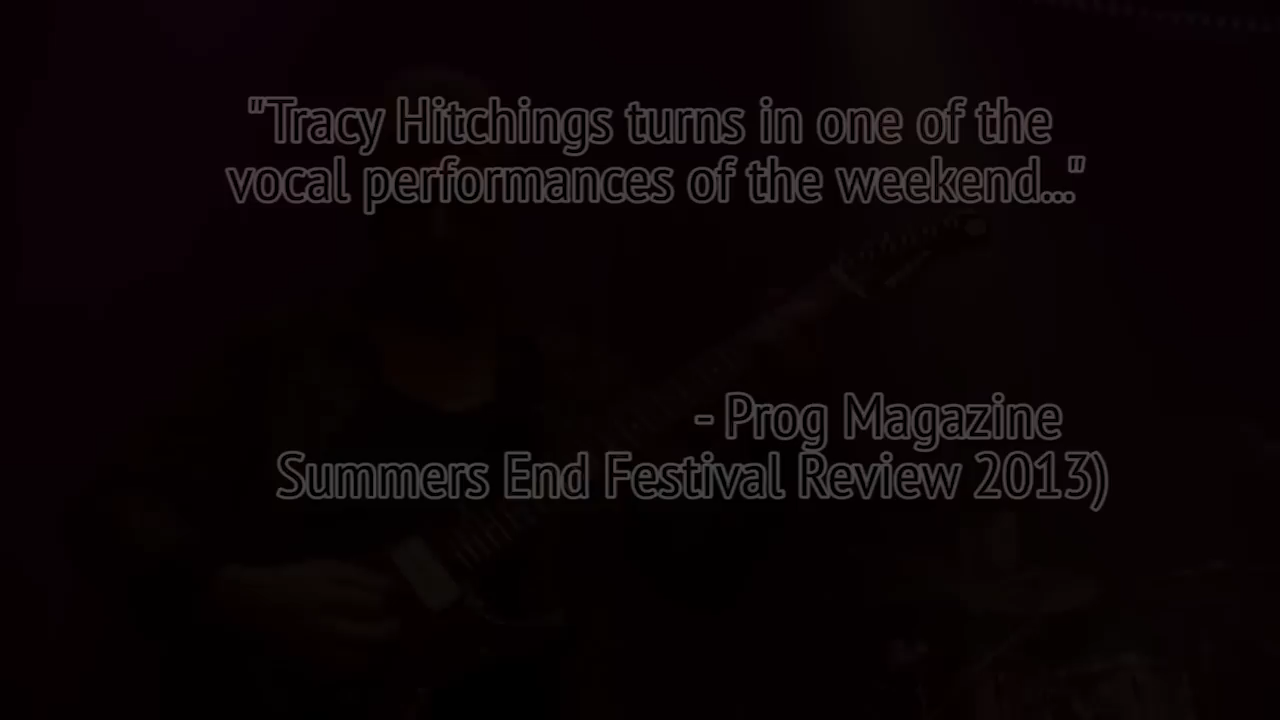 "Tracy Hitchings turns in one of the
vocal performances of the weekend..."
- Prog Magazine
Summers End Festival Review 2013)